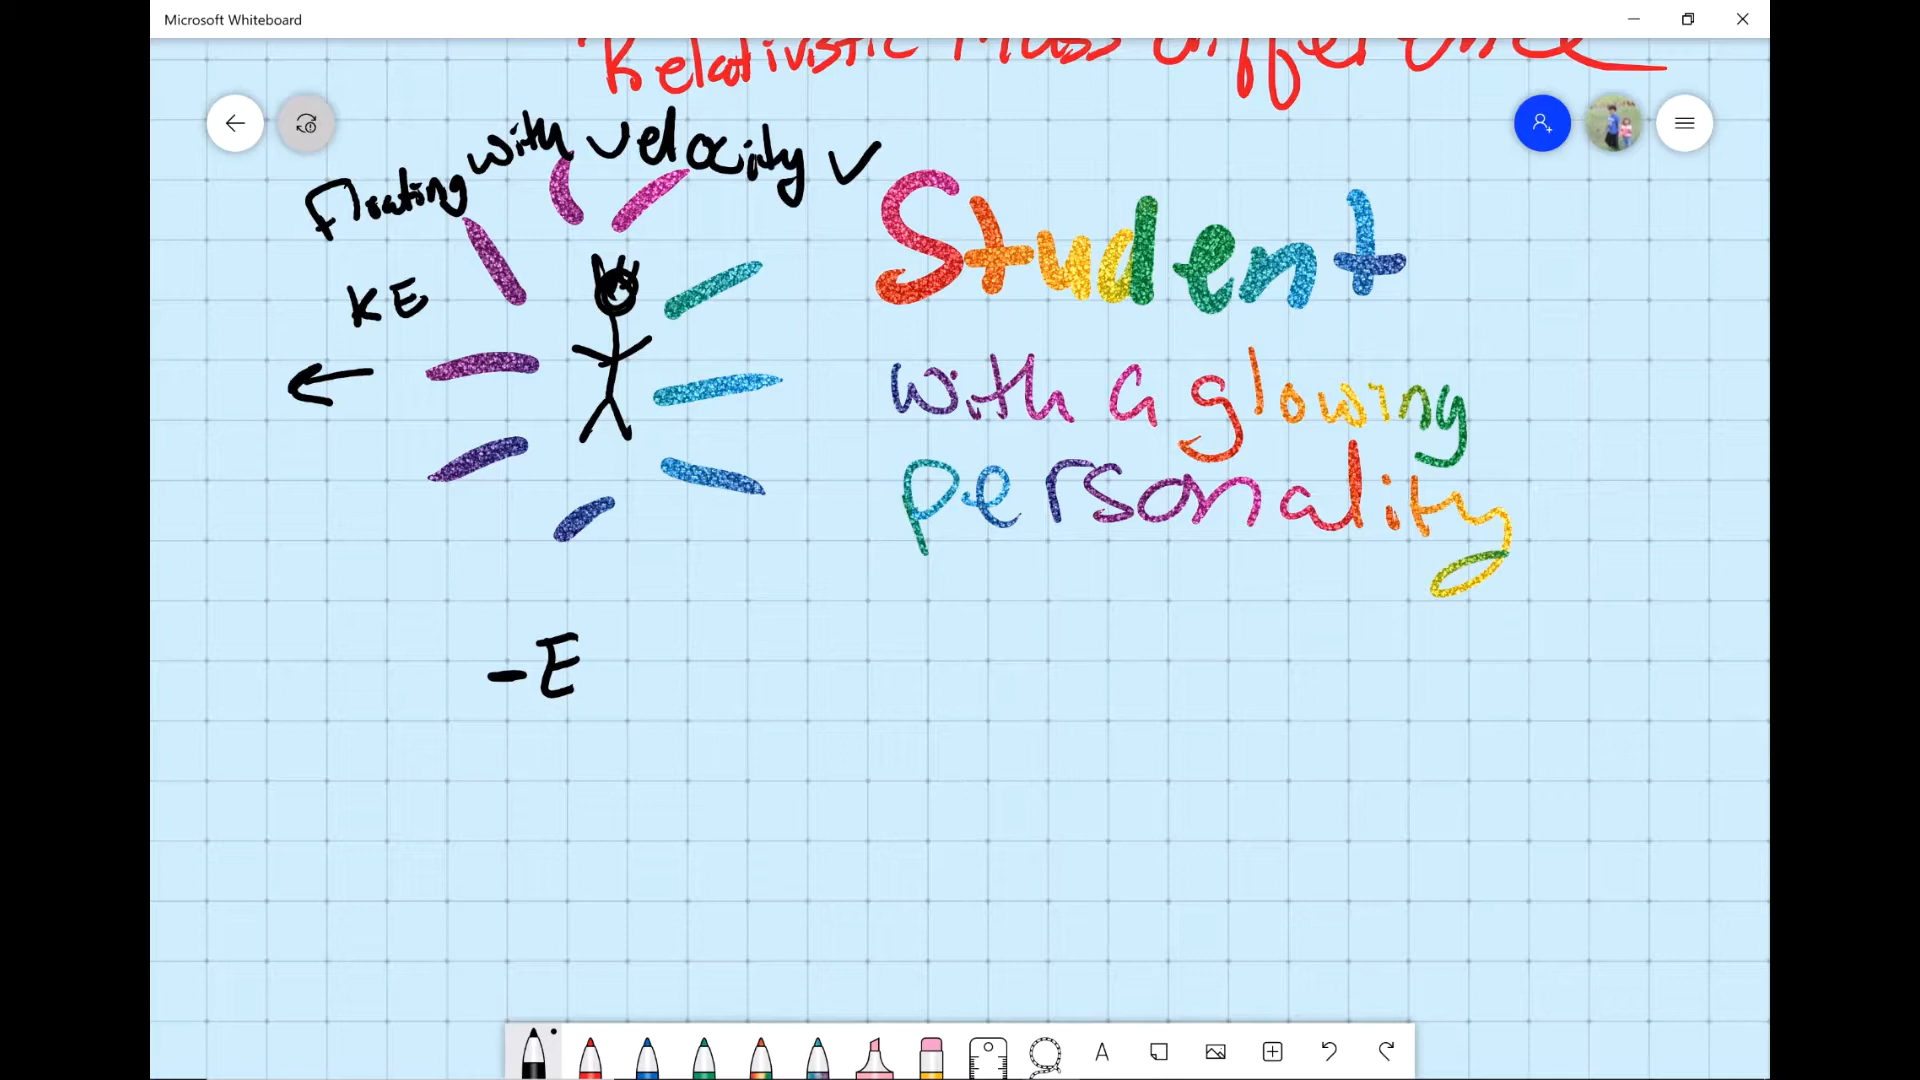 Microsoft Whiteboard
Relativistic Mass difference
Floating with velocity v
Student
KE
with a glowing
personality
-E
A